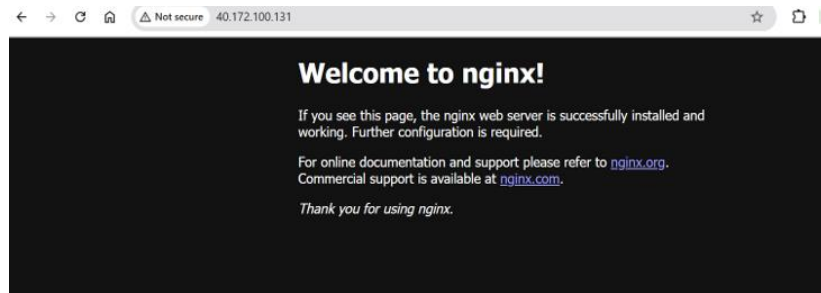 Not secure 40.172.100.131
Welcome to nginx!
If you see this page, the nginx web server is successfully installed and
working. Further configuration is required.
For online documentation and support please refer to nginx.org.
Commercial support is available at nginx.com.
Thank you for using nginx.